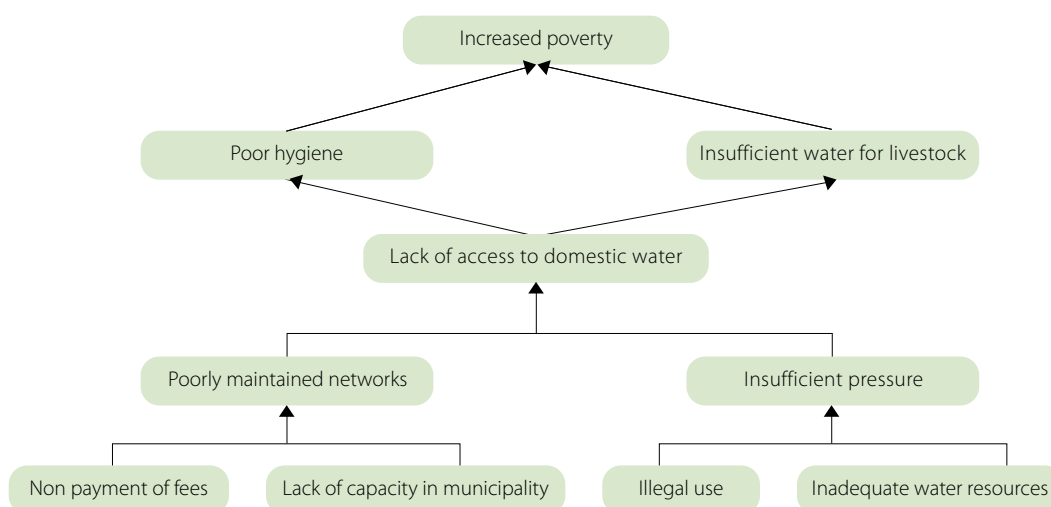 Increased poverty
Poor hygiene
Insufficient water for livestock
Lack of access to domestic water
Poorly maintained networks
Insufficient pressure
Non payment of fees
Lack of capacity in municipality
Illegal use
Inadequate water resources